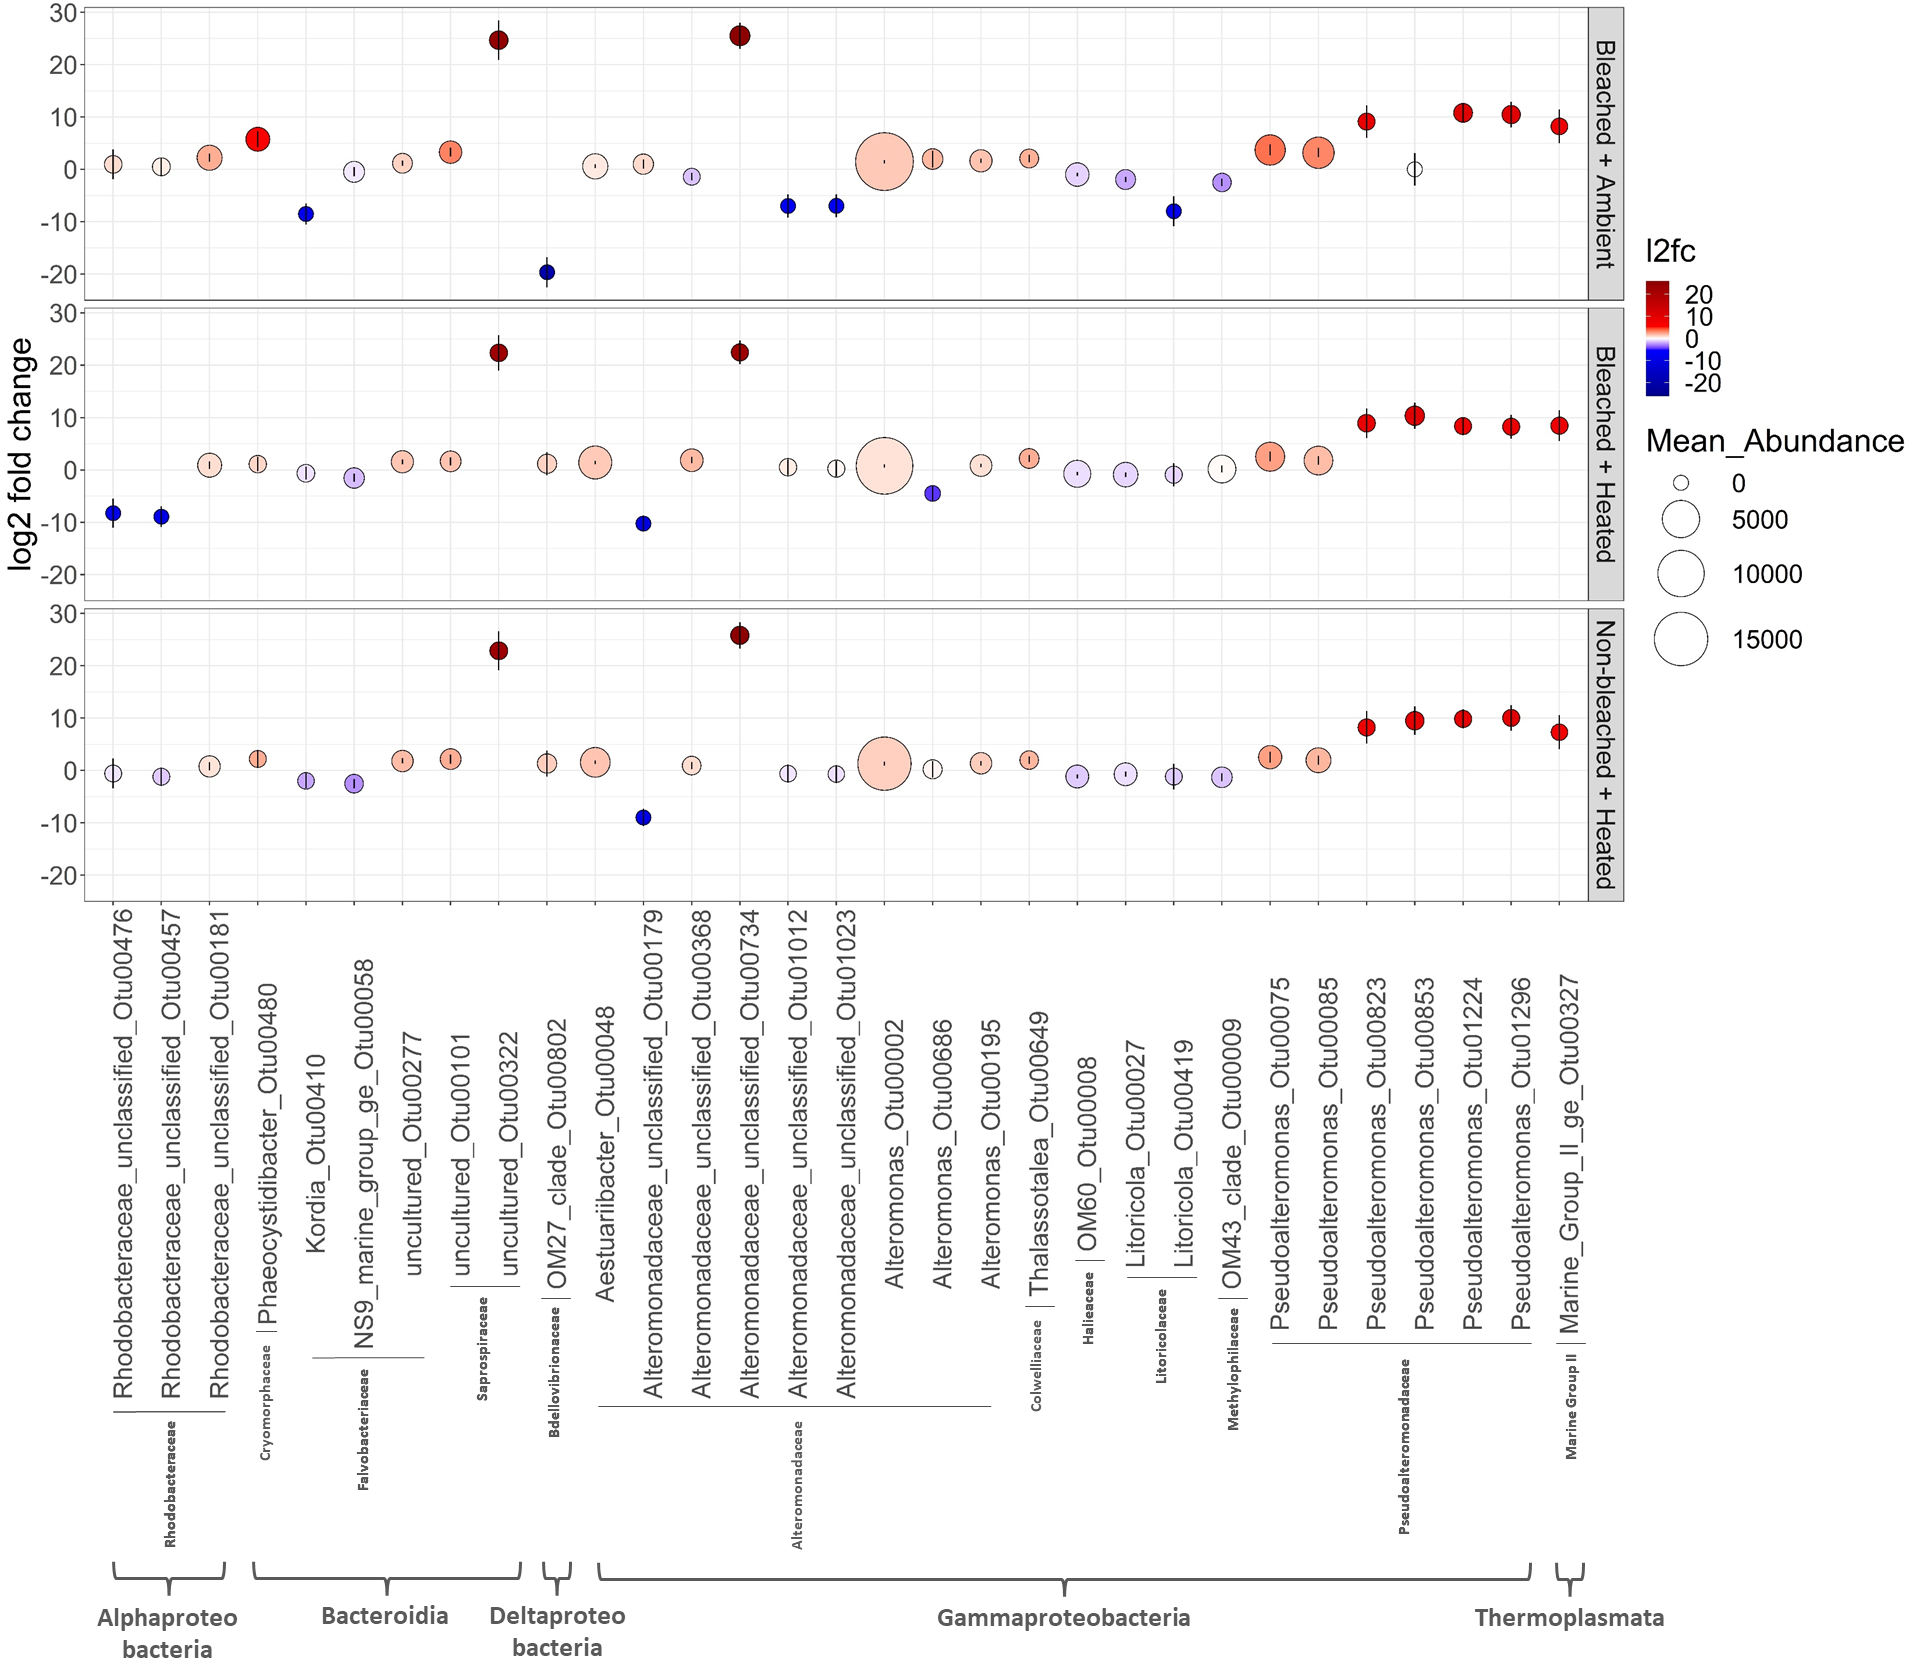 30
20
10
0
-10
-20
Bleached + Ambient
30
20
10
0
-10
-20
Bleached + Heated
30
20
10
0
-10
-20
Non-bleached + Heated
log2 fold change
l2fc
20
10
0
-10
-20
Mean_Abundance
0
5000
10000
15000
Rhodobacteraceae_unclassified_Otu00476
Rhodobacteraceae_unclassified_Otu00457
Rhodobacteraceae_unclassified_Otu00181
Phaeocystidibacter_Otu00480
Kordia_Otu00410
NS9_marine_group_ge_Otu00058
uncultured_Otu00277
uncultured_Otu00101
uncultured_Otu00322
OM27_clade_Otu00802
Aestuariibacter_Otu00048
Alteromonadaceae_unclassified_Otu00179
Alteromonadaceae_unclassified_Otu00368
Alteromonadaceae_unclassified_Otu00734
Alteromonadaceae_unclassified_Otu01012
Alteromonadaceae_unclassified_Otu01023
Alteromonas_Otu00002
Alteromonas_Otu00686
Alteromonas_Otu00195
Thalassotalea_Otu00649
OM60_Otu00008
Litoricola_Otu00027
Litoricola_Otu00419
OM43_clade_Otu00009
Pseudoalteromonas_Otu00075
Pseudoalteromonas_Otu00085
Pseudoalteromonas_Otu00823
Pseudoalteromonas_Otu00853
Pseudoalteromonas_Otu01224
Pseudoalteromonas_Otu01296
Marine_Group_II_ge_Otu00327
Rhodobacteraceae
Cryomorphaceae
Falvobacteriaceae
Saprospiraceae
Bdellovibrionaceae
Alteromonadaceae
Colwelliaceae
Halieaceae
Litoricolaceae
Methylophilaceae
Pseudoalteromonadaceae
Marine Group II
Alphaproteo
bacteria
Bacteroidia
Deltaproteo
bacteria
Gammaproteobacteria
Thermoplasmata